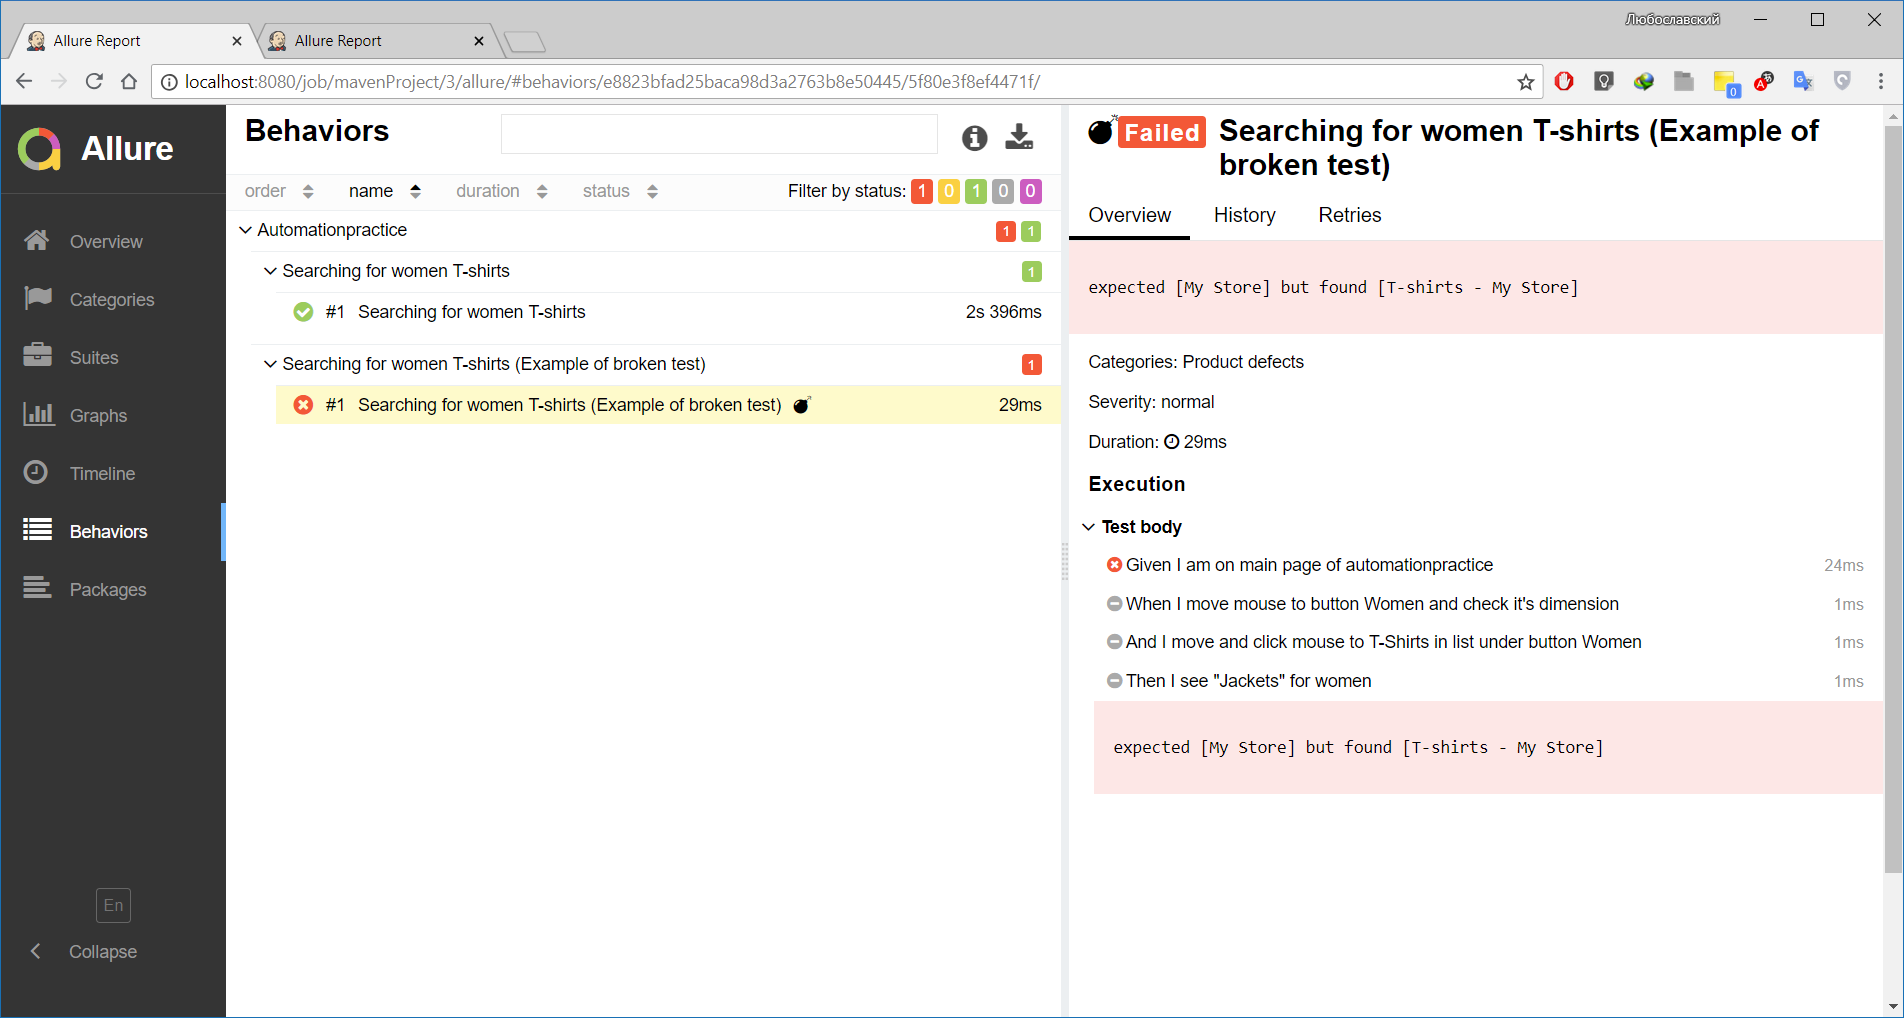 Любославский
Allure Report
Allure Report
localhost:8080/job/mavenProject/3/allure/#behaviors/e8823bfad25baca98d3a2763b8e50445/5f80e3f8ef4471f/
0
Allure
Overview
Categories
Suites
Graphs
Timeline
Behaviors
Packages
En
Collapse
Behaviors
order name duration status Filter by status: 1 0 1 0 0
Automationpractice 1 1
Searching for women T-shirts 1
#1 Searching for women T-shirts 2s 396ms
Searching for women T-shirts (Example of broken test) 1
#1 Searching for women T-shirts (Example of broken test) 29ms
Failed Searching for women T-shirts (Example of
broken test)
Overview History Retries
expected [My Store] but found [T-shirts - My Store]
Categories: Product defects
Severity: normal
Duration: 29ms
Execution
Test body
Given I am on main page of automationpractice 24ms
When I move mouse to button Women and check it's dimension 1ms
And I move and click mouse to T-Shirts in list under button Women 1ms
Then I see "Jackets" for women 1ms
expected [My Store] but found [T-shirts - My Store]